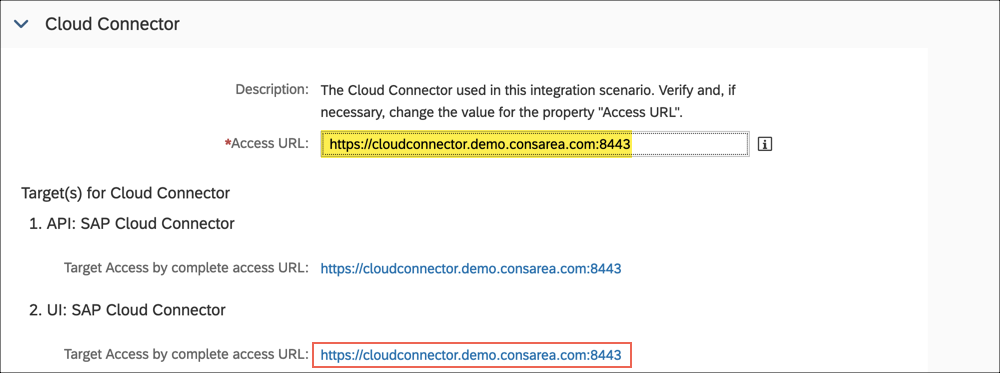 Cloud Connector
Description: The Cloud Connector used in this integration scenario. Verify and, if
necessary, change the value for the property "Access URL".
*Access URL: https://cloudconnector.demo.consarea.com:8443
Target(s) for Cloud Connector
1. API: SAP Cloud Connector
Target Access by complete access URL: https://cloudconnector.demo.consarea.com:8443
2. UI: SAP Cloud Connector
Target Access by complete access URL: https://cloudconnector.demo.consarea.com:8443